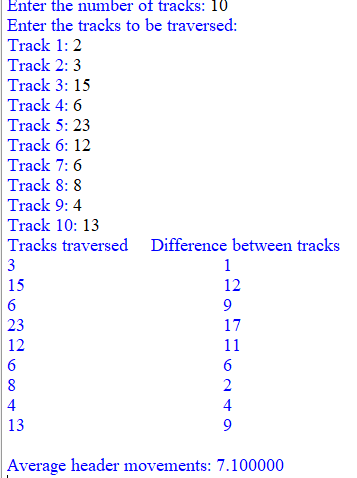 Enter the number of tracks: 10
Enter the tracks to be traversed:
Track 1: 2
Track 2: 3
Track 3: 15
Track 4: 6
Track 5: 23
Track 6: 12
Track 7: 6
Track 8: 8
Track 9: 4
Track 10: 13
Tracks traversed Difference between tracks
3 1
15 12
6 9
23 17
12 11
6 6
8 2
4 4
13 9
Average header movements: 7.100000